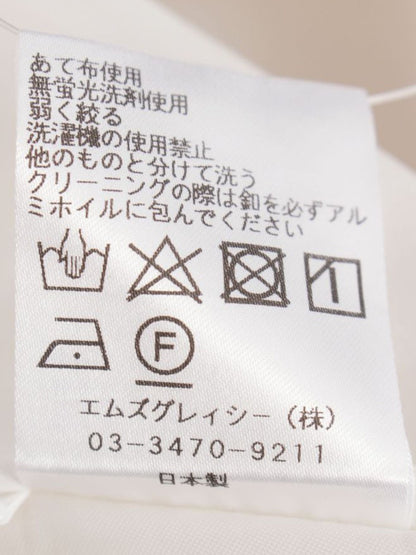 あて布使用
無蛍光洗剤使用
弱く絞る
洗濯機の使用禁止
他のものと分けて洗う
クリーニングの際は釦を必ずアル
ミホイルに包んでください
F
エムズグレイシー（株）
03-3470-9211
日本製